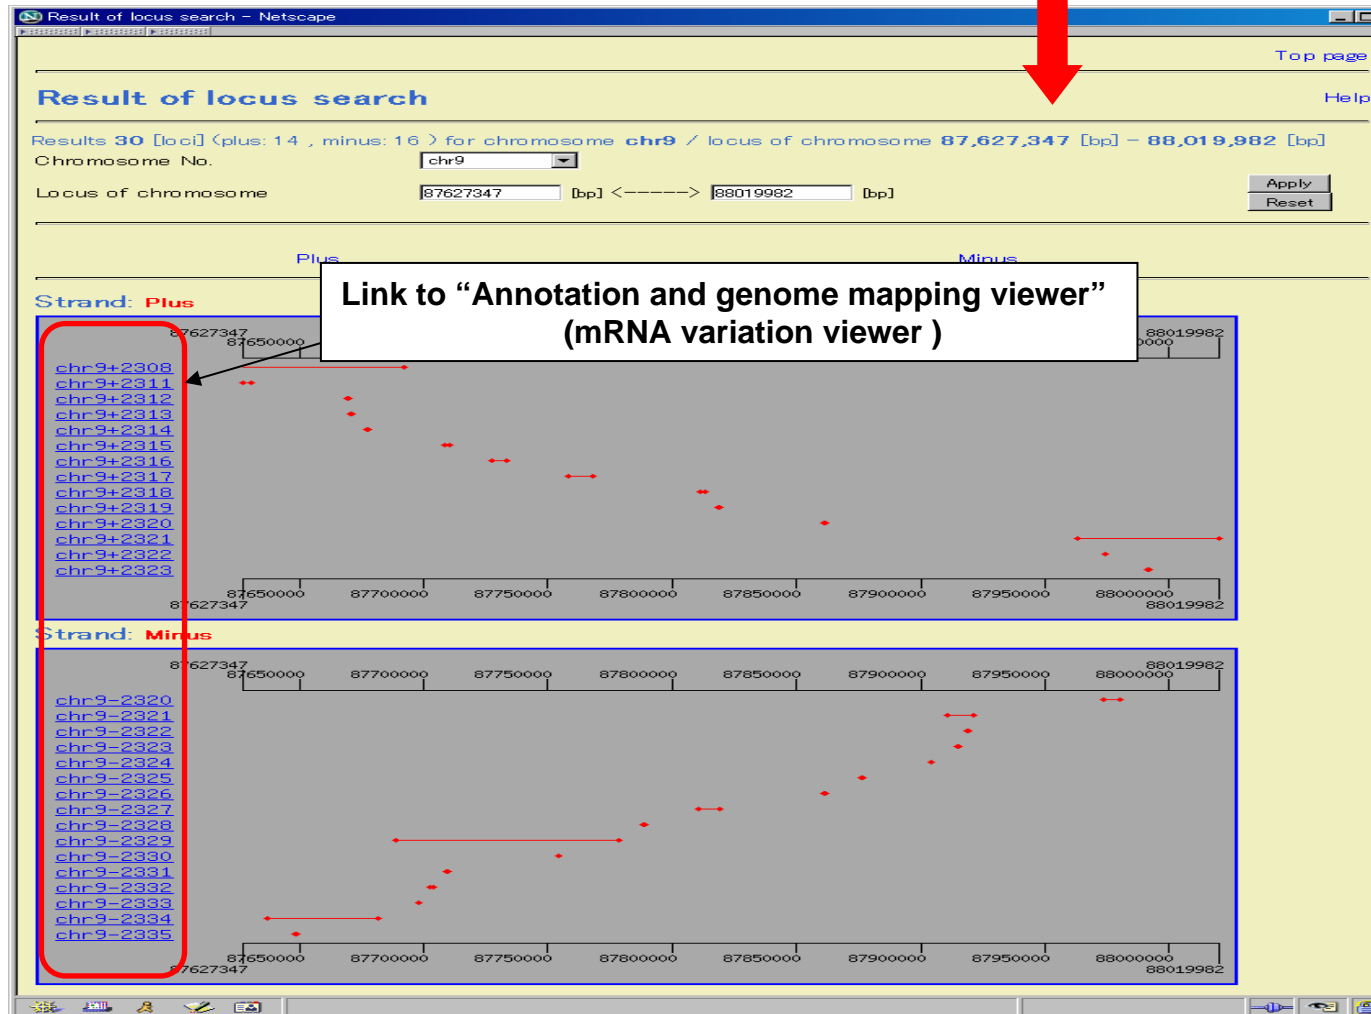 Result of locus search - Netscape
Top page
Result of locus search
Help
Results 30 [loci] (plus: 14 , minus: 16 ) for chromosome chr9 / locus of chromosome 87,627,347 [bp] - 88,019,982 [bp]
Chromosome No. chr9
Locus of chromosome 87627347 [bp] <-----> 88019982 [bp]
Apply
Reset
Plus Minus
Link to “Annotation and genome mapping viewer”
(mRNA variation viewer )
Strand: Plus
87627347 88019982
87650000
chr9+2308
chr9+2311
chr9+2312
chr9+2313
chr9+2314
chr9+2315
chr9+2316
chr9+2317
chr9+2318
chr9+2319
chr9+2320
chr9+2321
chr9+2322
chr9+2323
87650000 87700000 87750000 87800000 87850000 87900000 87950000 88000000
87627347 88019982
Strand: Minus
87627347 88019982
87650000 87700000 87750000 87800000 87850000 87900000 87950000 88000000
chr9-2320
chr9-2321
chr9-2322
chr9-2323
chr9-2324
chr9-2325
chr9-2326
chr9-2327
chr9-2328
chr9-2329
chr9-2330
chr9-2331
chr9-2332
chr9-2333
chr9-2334
chr9-2335
87650000 87700000 87750000 87800000 87850000 87900000 87950000 88000000
87627347 88019982